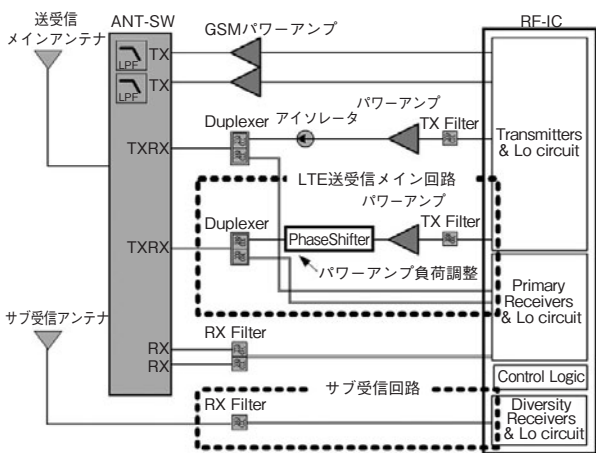 送受信
メインアンテナ
ANT-SW
GSMパワーアンプ
RF-IC
LPF
TX
LPF
TX
Duplexer
アイソレータ
パワーアンプ
TX Filter
Transmitters
& Lo circuit
TXRX
LTE送受信メイン回路
パワーアンプ
Duplexer
TX Filter
PhaseShifter
TXRX
パワーアンプ負荷調整
Primary
Receivers
& Lo circuit
サブ受信アンテナ
RX Filter
RX
RX
Control Logic
サブ受信回路
RX Filter
Diversity
Receivers
& Lo circuit